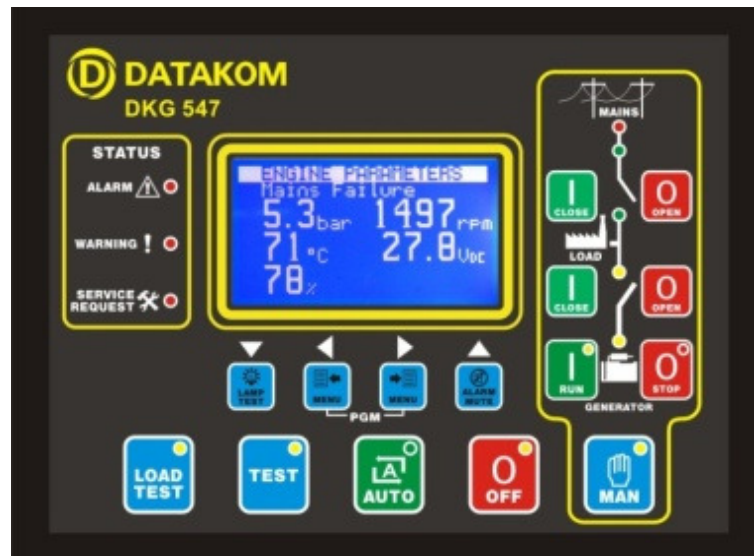 DATAKOM
DKG 547
STATUS
ALARM
WARNING !
SERVICE
REQUEST
ENGINE PARAMETERS
Mains Failure
5.3bar 1497rpm
71°C 27.8VDC
78%
LAMP
TEST
MENU
MENU
ALARM
MUTE
PGM
MAINS
I
CLOSE
O
OPEN
LOAD
I
CLOSE
O
OPEN
I
RUN
O
STOP
GENERATOR
LOAD
TEST
TEST
A
AUTO
O
OFF
MAN